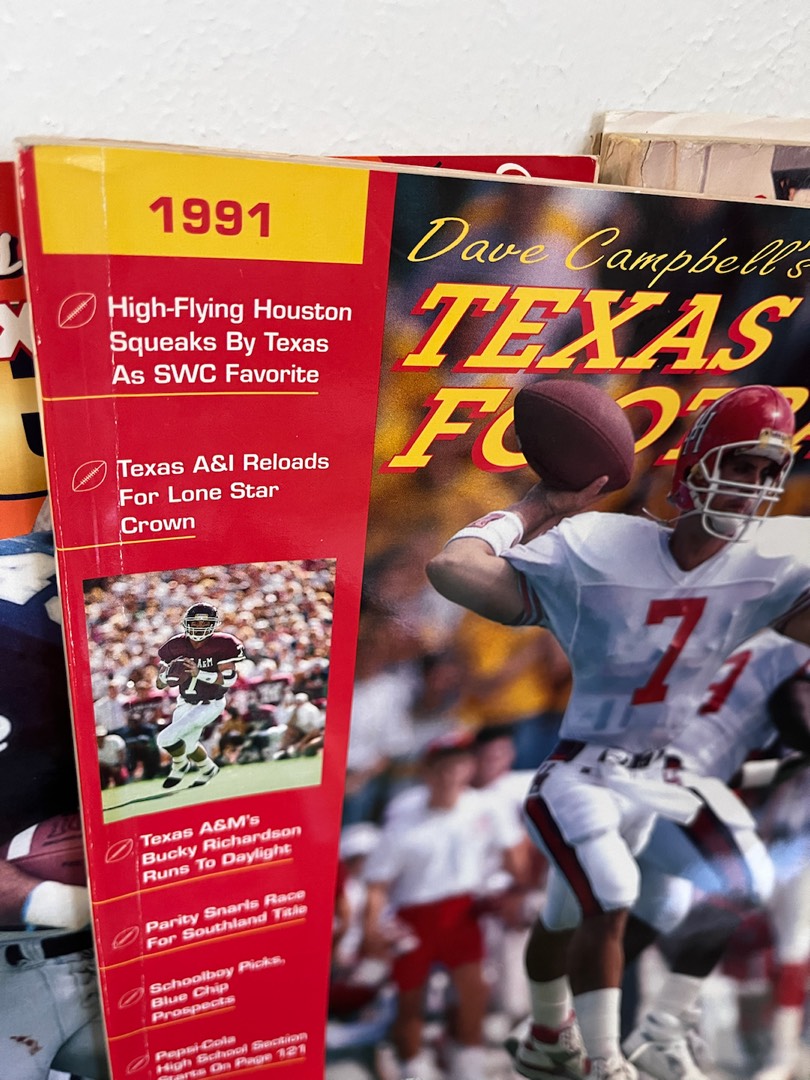 1991
High-Flying Houston
Squeaks By Texas
As SWC Favorite
Texas A&I Reloads
For Lone Star
Crown
A&M
7
Texas A&M's
Bucky Richardson
Runs To Daylight
Parity Snarls Race
For Southland Title
Schoolboy Picks,
Blue Chip
Prospects
Pepsi-Cola
High School Section
Starts On Page 121
Dave Campbell's
TEXAS
7